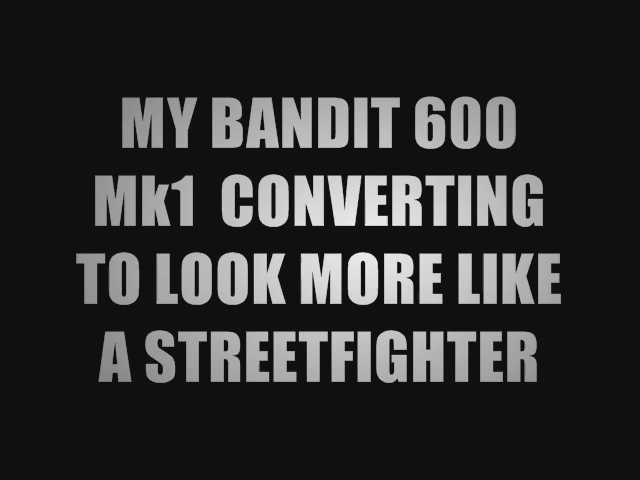 MY BANDIT 600
Mk1 CONVERTING
TO LOOK MORE LIKE
A STREETFIGHTER